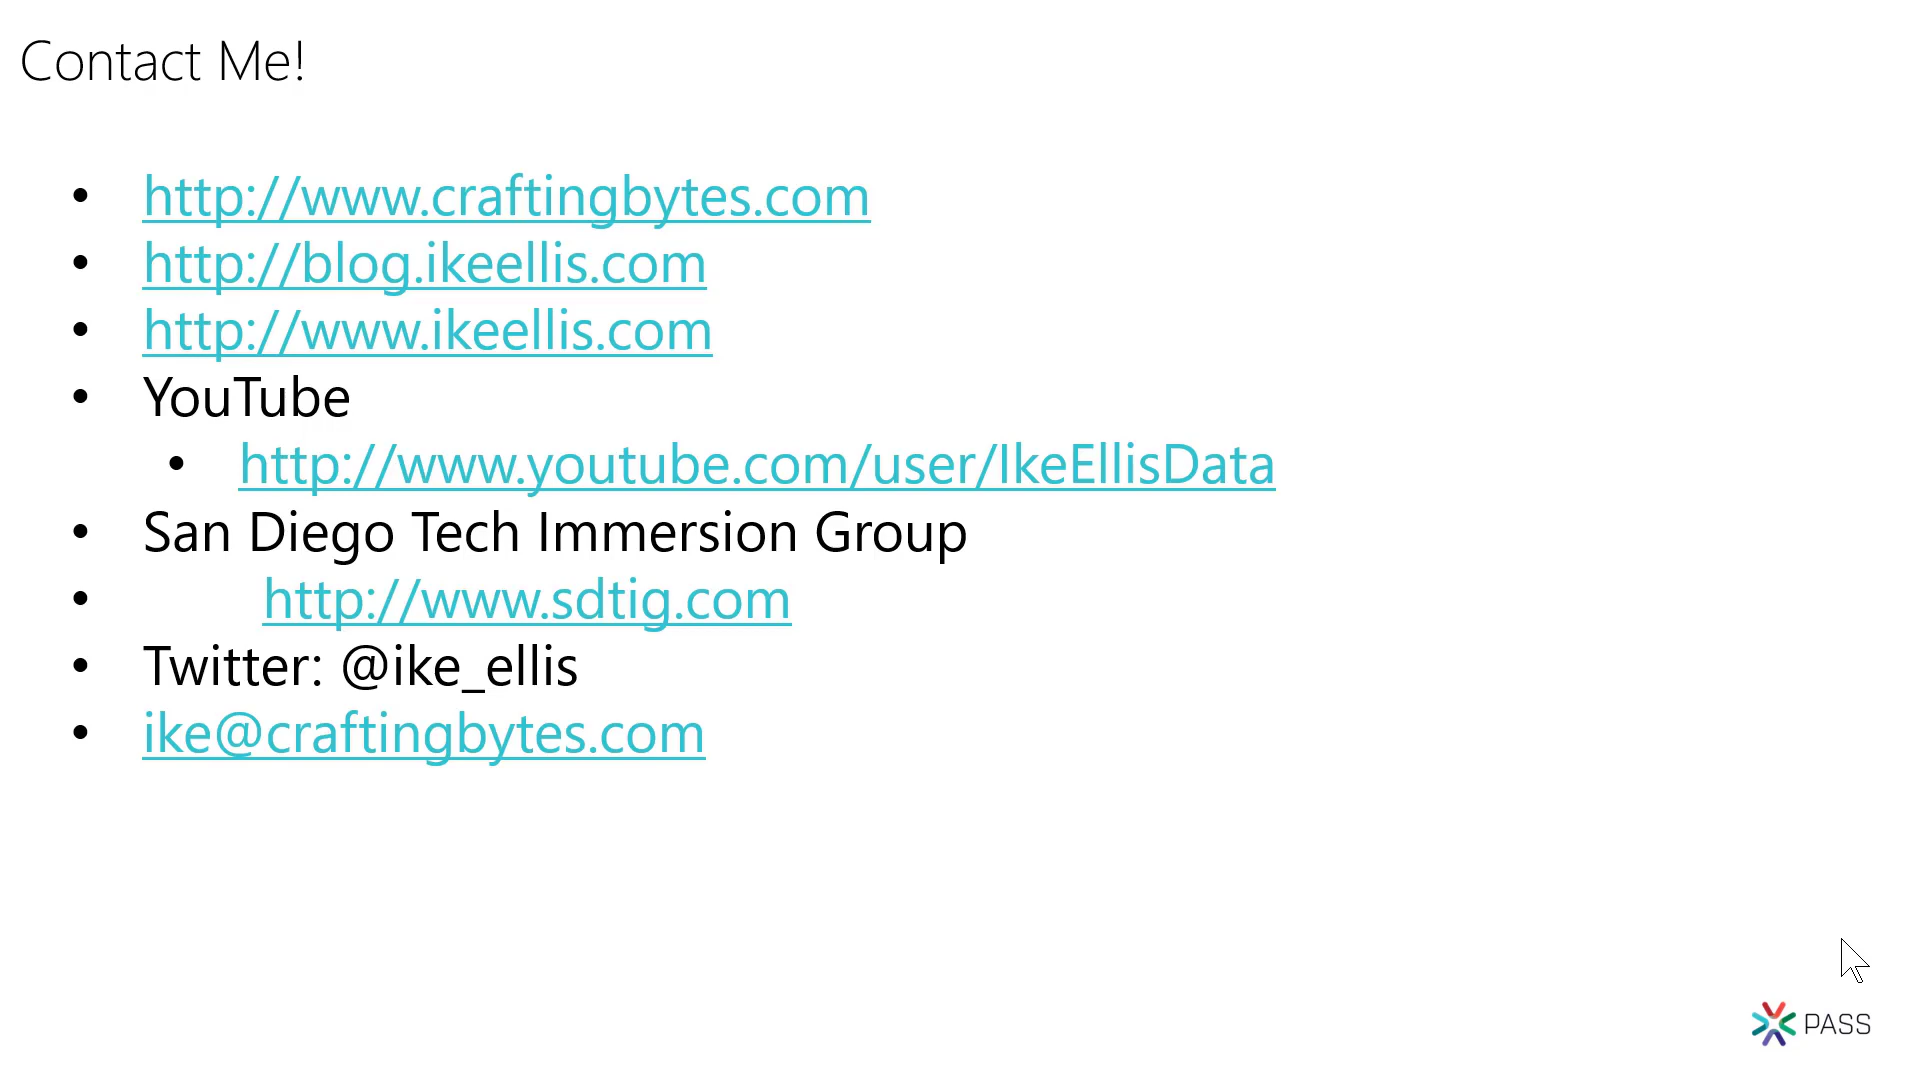 Contact Me!
• http://www.craftingbytes.com
• http://blog.ikeellis.com
• http://www.ikeellis.com
• YouTube
• http://www.youtube.com/user/IkeEllisData
• San Diego Tech Immersion Group
• http://www.sdtig.com
• Twitter: @ike_ellis
• ike@craftingbytes.com
PASS